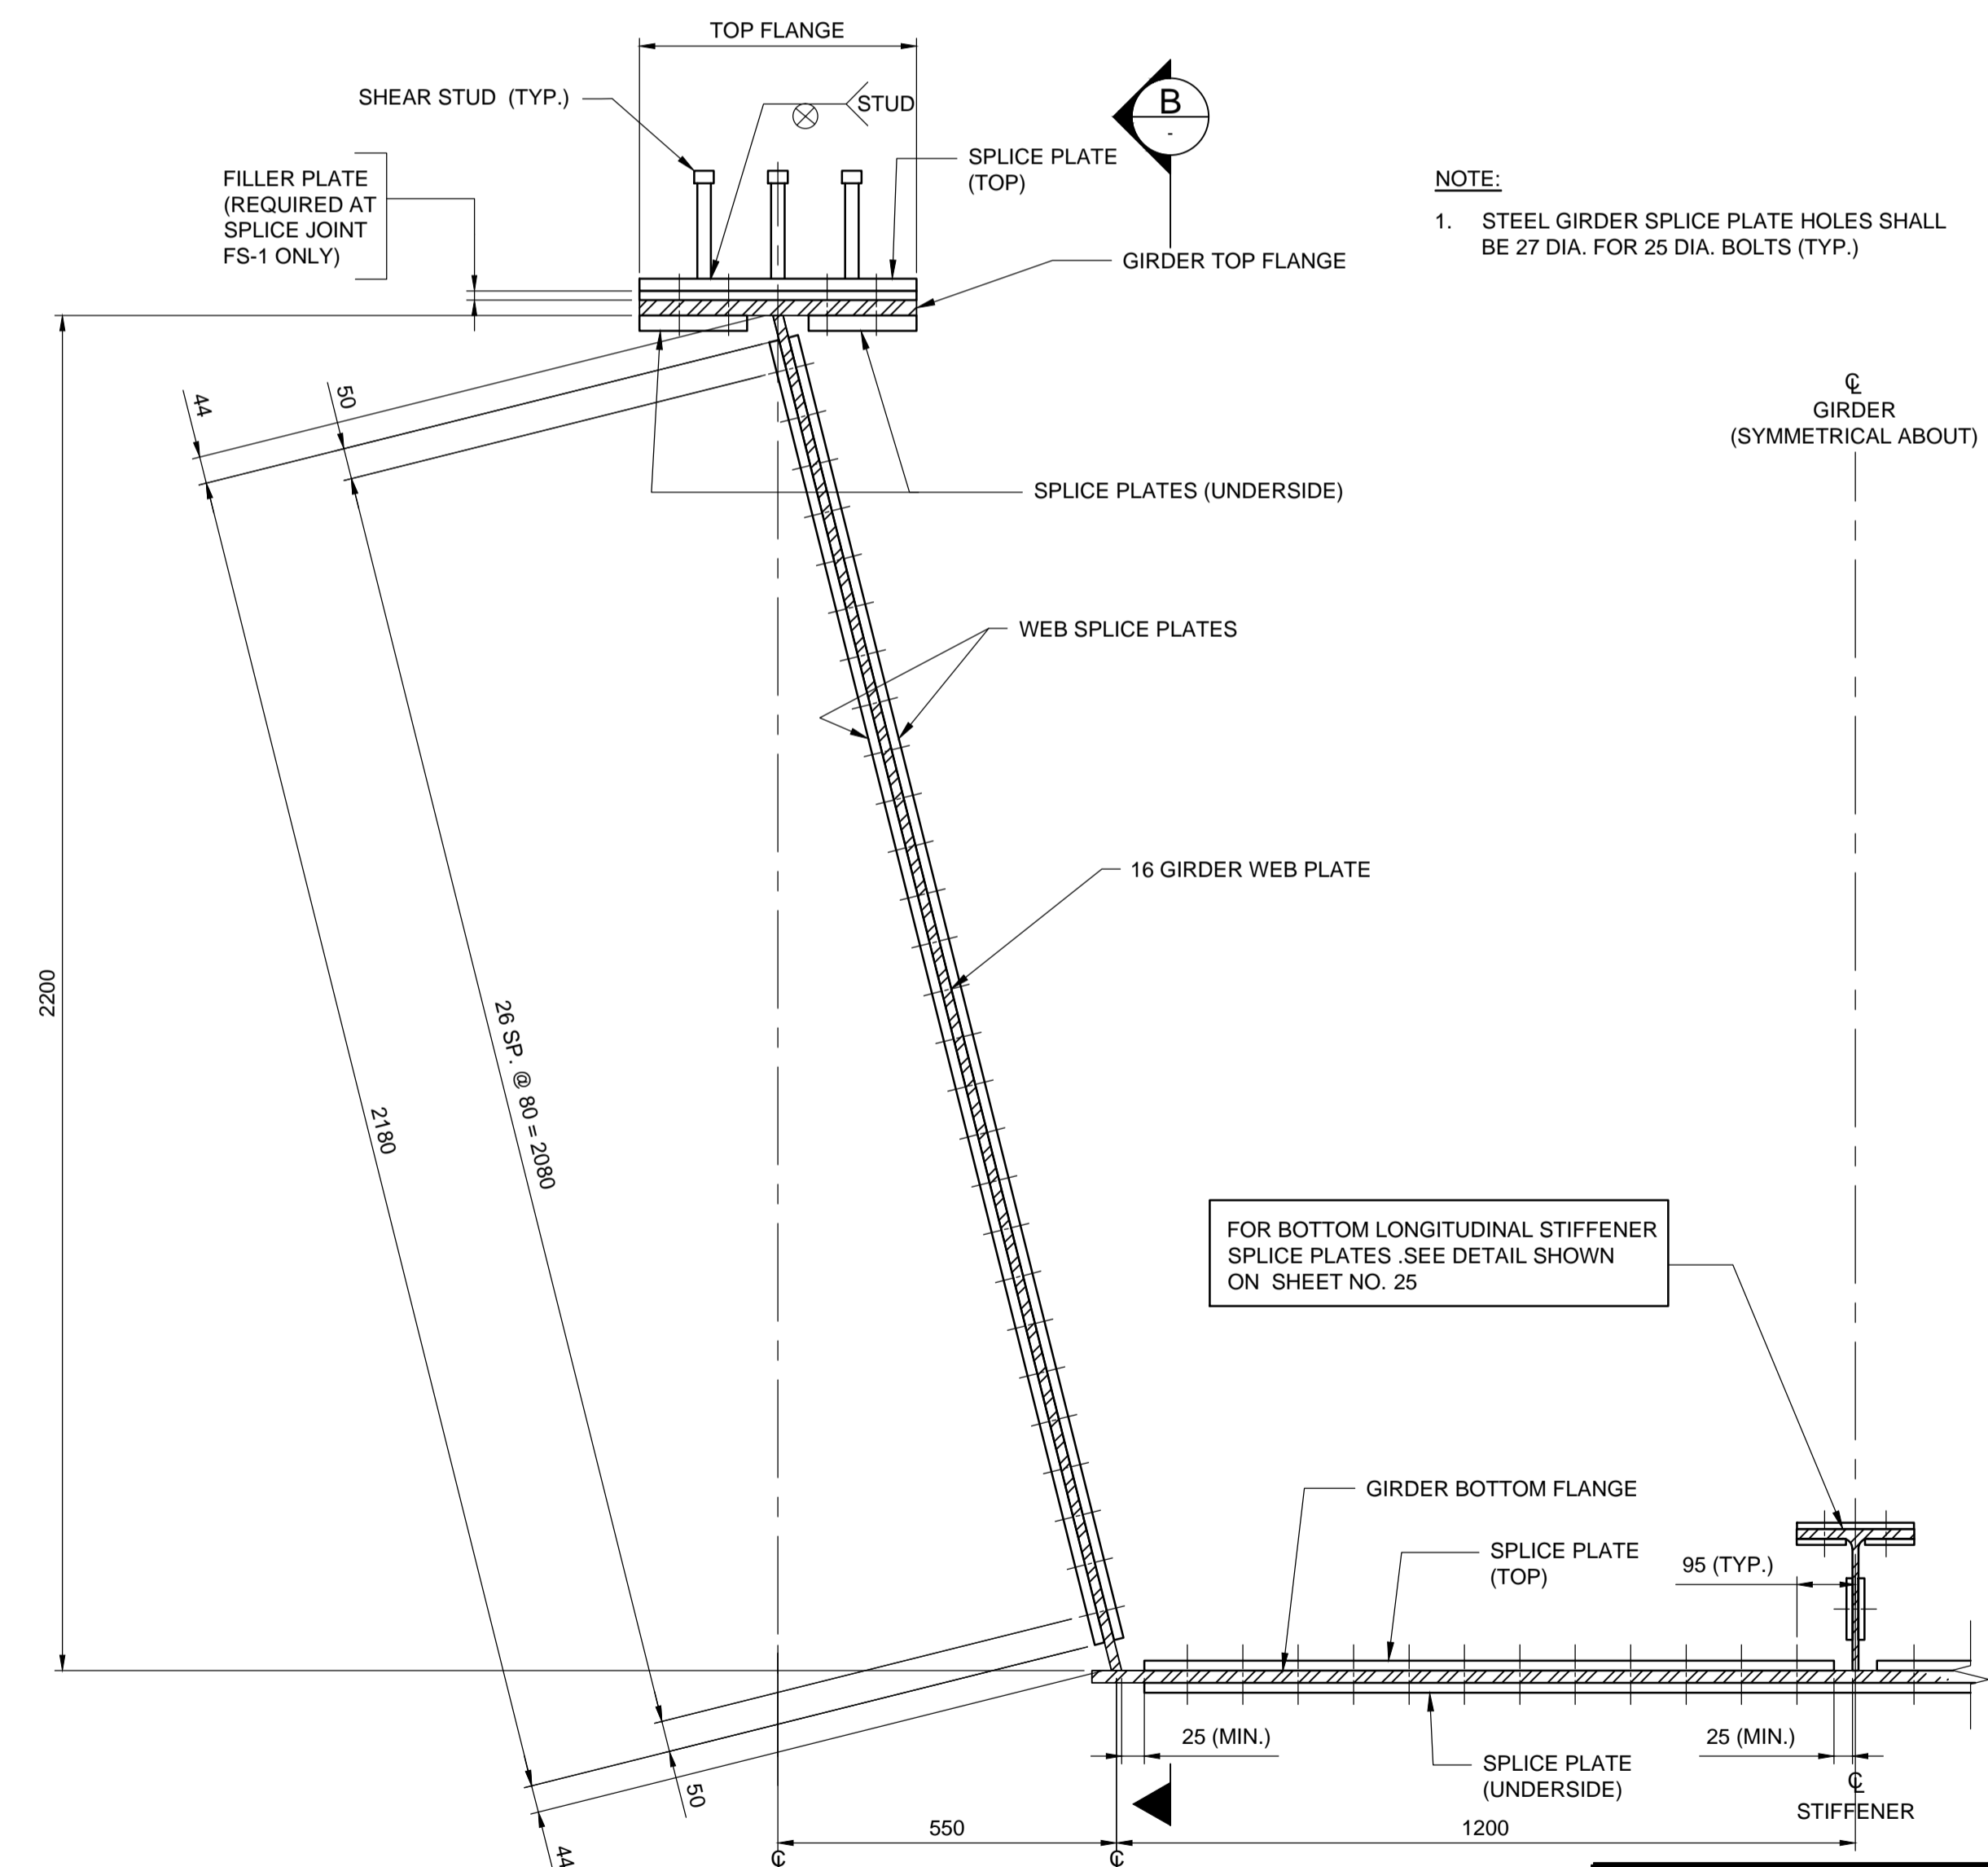 TOP FLANGE
SHEAR STUD (TYP.)
STUD
B
-
SPLICE PLATE
(TOP)
FILLER PLATE
(REQUIRED AT
SPLICE JOINT
FS-1 ONLY)
NOTE:
1. STEEL GIRDER SPLICE PLATE HOLES SHALL
BE 27 DIA. FOR 25 DIA. BOLTS (TYP.)
GIRDER TOP FLANGE
44
50
℄
GIRDER
(SYMMETRICAL ABOUT)
SPLICE PLATES (UNDERSIDE)
WEB SPLICE PLATES
16 GIRDER WEB PLATE
2200
26 SP. @ 80 = 2080
2180
FOR BOTTOM LONGITUDINAL STIFFENER
SPLICE PLATES .SEE DETAIL SHOWN
ON SHEET NO. 25
GIRDER BOTTOM FLANGE
SPLICE PLATE
(TOP)
95 (TYP.)
25 (MIN.)
25 (MIN.)
SPLICE PLATE
(UNDERSIDE)
℄
STIFFENER
50
44
550
1200
℄
℄